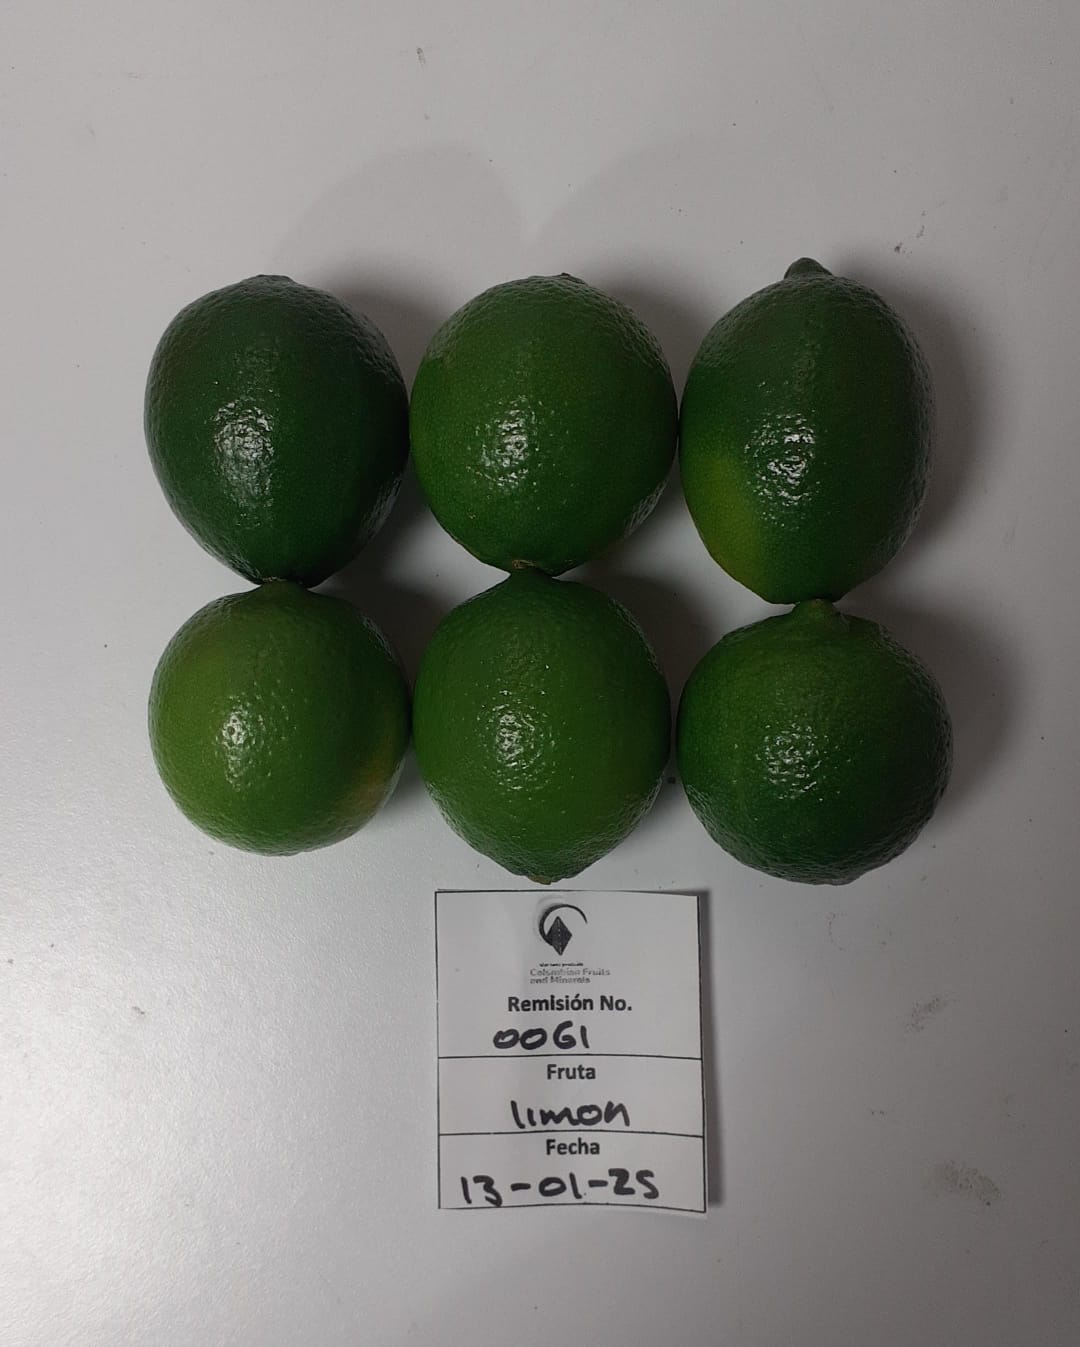 Colombian Fruits
and Minerals
Remisión No.
0061
Fruta
limon
Fecha
13-01-25